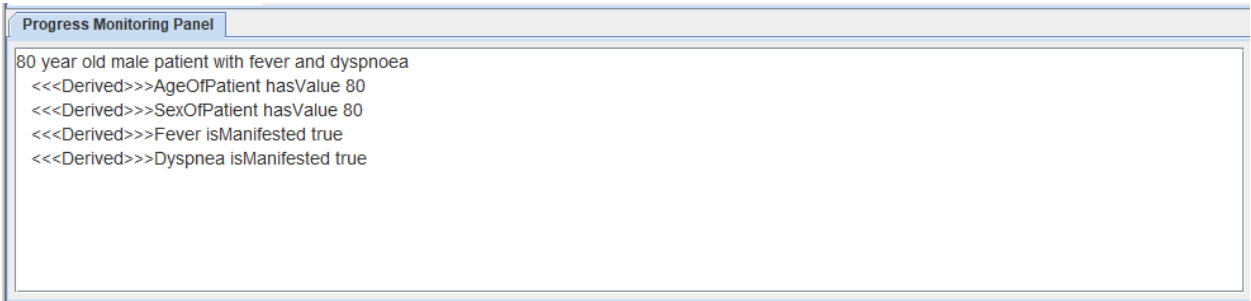 Progress Monitoring Panel
80 year old male patient with fever and dyspnoea
<<<Derived>>>AgeOfPatient hasValue 80
<<<Derived>>>SexOfPatient hasValue 80
<<<Derived>>>Fever isManifested true
<<<Derived>>>Dyspnea isManifested true